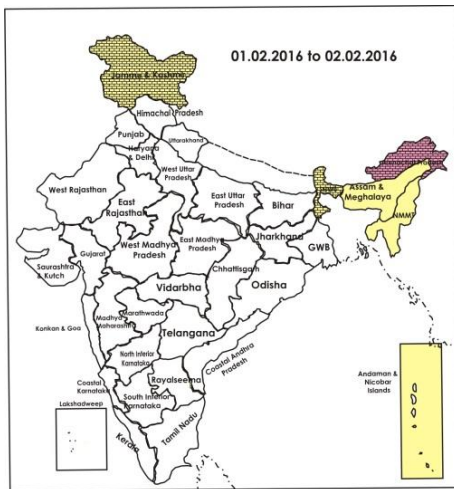 01.02.2016 to 02.02.2016
Jammu & Kashmir
Himachal Pradesh
Punjab
Uttarakhand
Haryana
& Delhi
West Uttar
Pradesh
West Rajasthan
East
Rajasthan
East Uttar
Pradesh
Bihar
Assam &
Meghalaya
NMMT
Saurashtra
& Kutch
Gujarat
West Madhya
Pradesh
East Madhya
Pradesh
Jharkhand
GWB
Chhattisgarh
Vidarbha
Odisha
Konkan & Goa
Madhya
Maharashtra
Marathwada
Telangana
North Interior
Karnataka
Coastal Andhra
Pradesh
Rayalseema
Coastal
Karnataka
South Interior
Karnataka
Lakshadweep
Kerala
Tamil Nadu
Andaman &
Nicobar
Islands